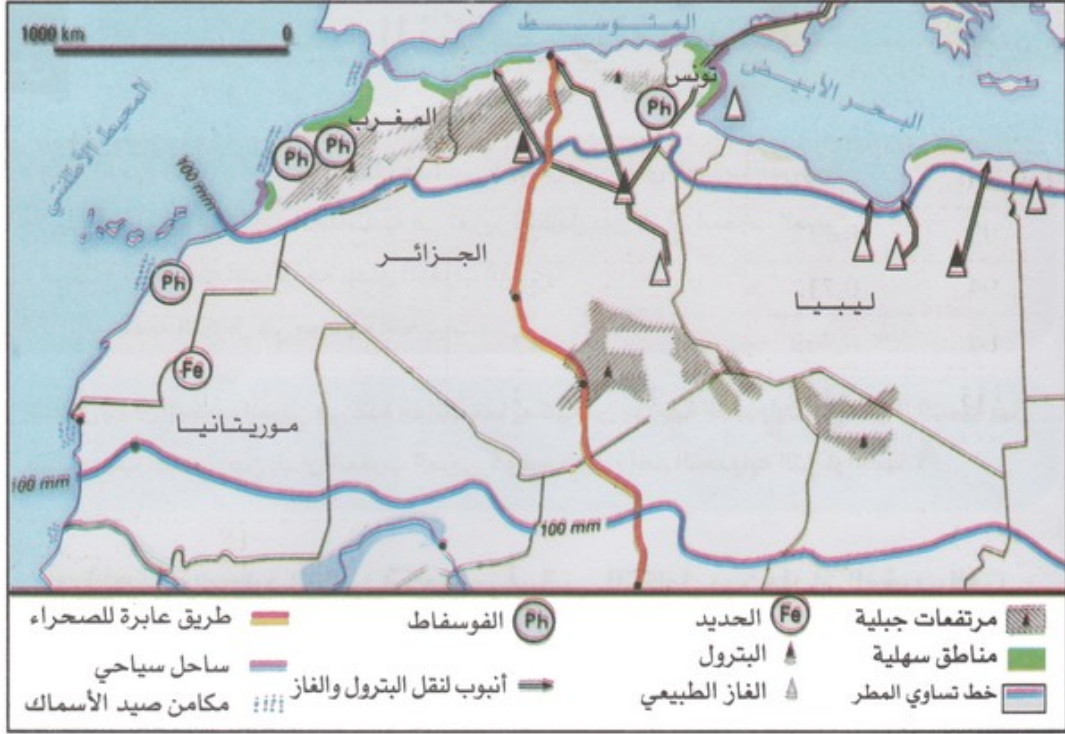 1000 km 0
المتوسط
البحر الأبيض
المحيط الأطلنتي
تونس
المغرب
Ph
Ph
Ph
100 mm
الجزائر
ليبيا
Ph
Fe
موريتانيا
100 mm
100 mm
مرتفعات جبلية
مناطق سهلية
خط تساوي المطر
Fe الحديد
البترول
الغاز الطبيعي
Ph الفوسفاط
أنبوب لنقل البترول والغاز
طريق عابرة للصحراء
ساحل سياحي
مكامن صيد الأسماك